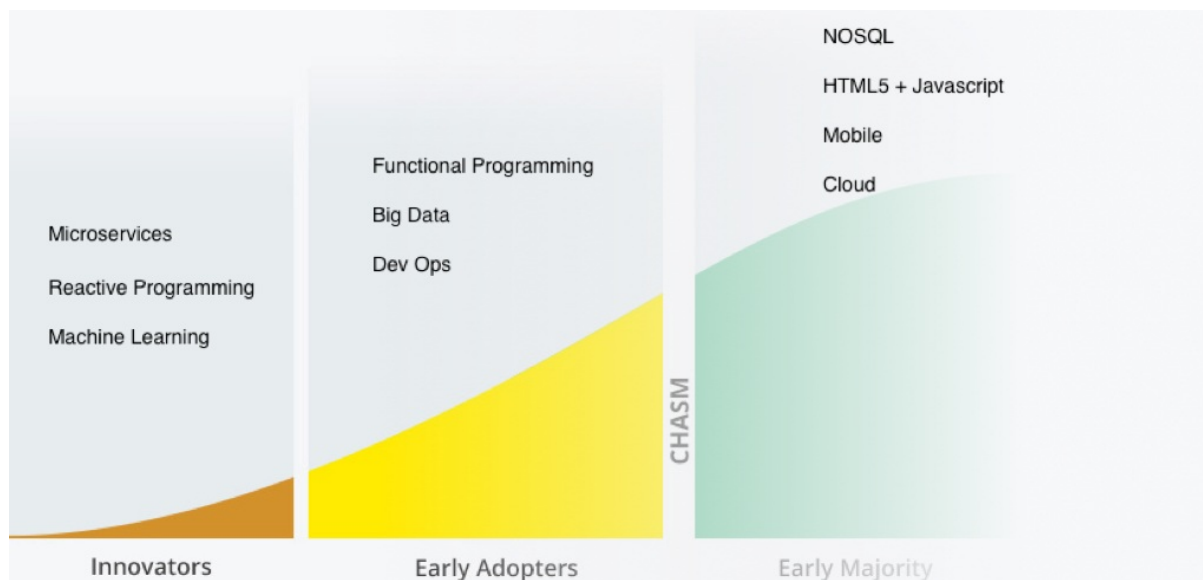 NOSQL
HTML5 + Javascript
Mobile
Cloud
Functional Programming
Big Data
Dev Ops
Microservices
Reactive Programming
Machine Learning
CHASM
Innovators
Early Adopters
Early Majority